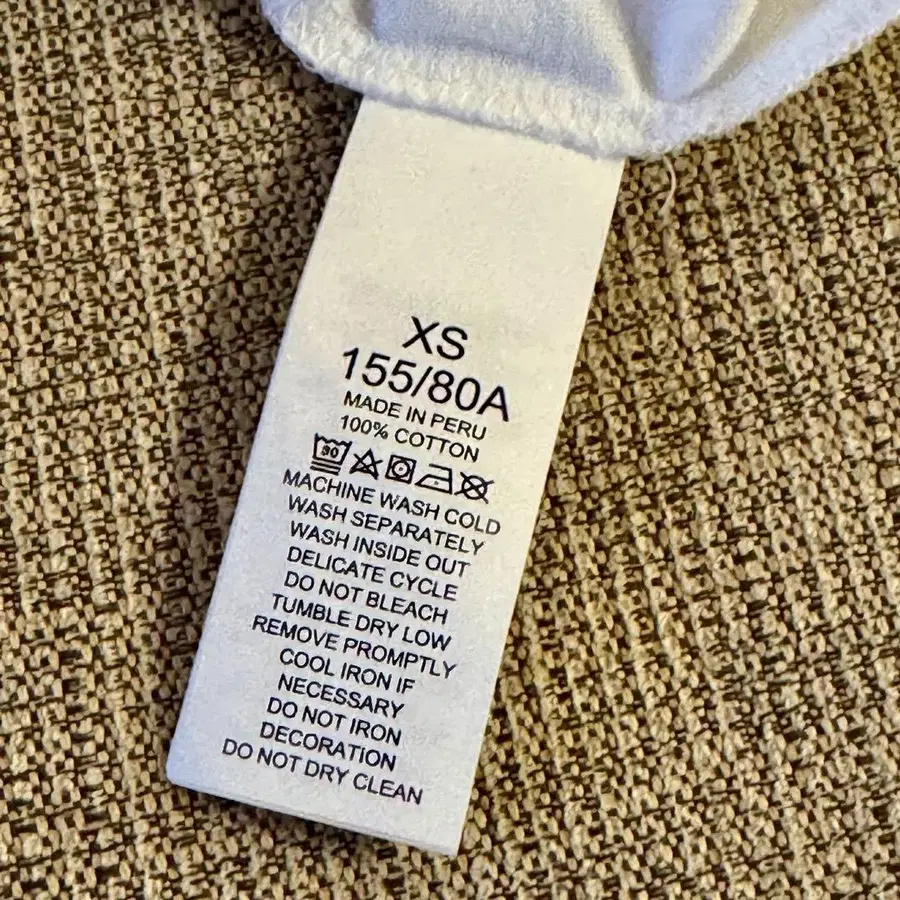 XS
155/80A
MADE IN PERU
100% COTTON
30
MACHINE WASH COLD
WASH SEPARATELY
WASH INSIDE OUT
DELICATE CYCLE
DO NOT BLEACH
TUMBLE DRY LOW
REMOVE PROMPTLY
COOL IRON IF
NECESSARY
DO NOT IRON
DECORATION
DO NOT DRY CLEAN